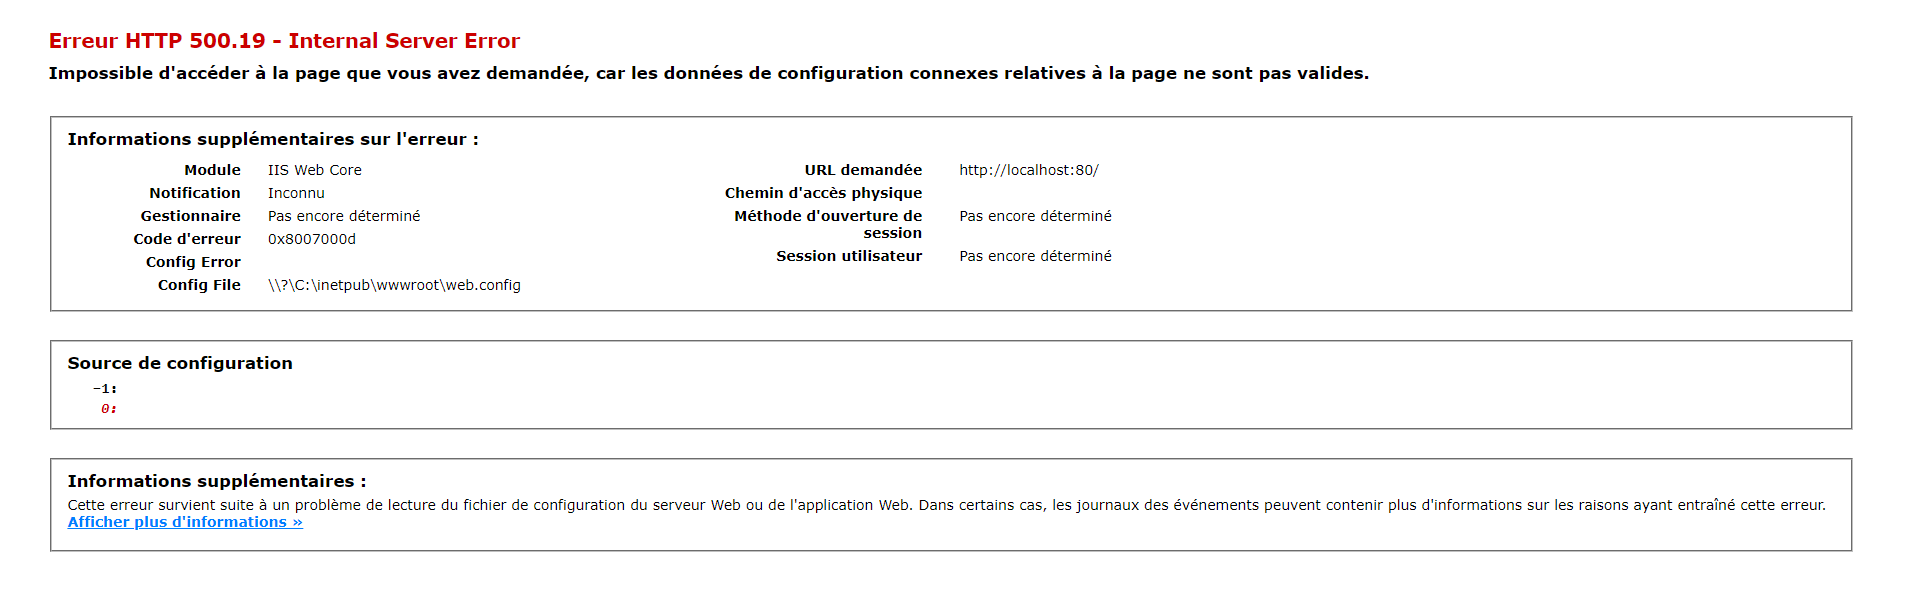 Erreur HTTP 500.19 - Internal Server Error
Impossible d'accéder à la page que vous avez demandée, car les données de configuration connexes relatives à la page ne sont pas valides.
Informations supplémentaires sur l'erreur :
Module IIS Web Core
Notification Inconnu
Gestionnaire Pas encore déterminé
Code d'erreur 0x8007000d
Config Error
Config File \\?\C:\inetpub\wwwroot\web.config
URL demandée http://localhost:80/
Chemin d'accès physique
Méthode d'ouverture de Pas encore déterminé
session
Session utilisateur Pas encore déterminé
Source de configuration
-1:
0:
Informations supplémentaires :
Cette erreur survient suite à un problème de lecture du fichier de configuration du serveur Web ou de l'application Web. Dans certains cas, les journaux des événements peuvent contenir plus d'informations sur les raisons ayant entraîné cette erreur.
Afficher plus d'informations »